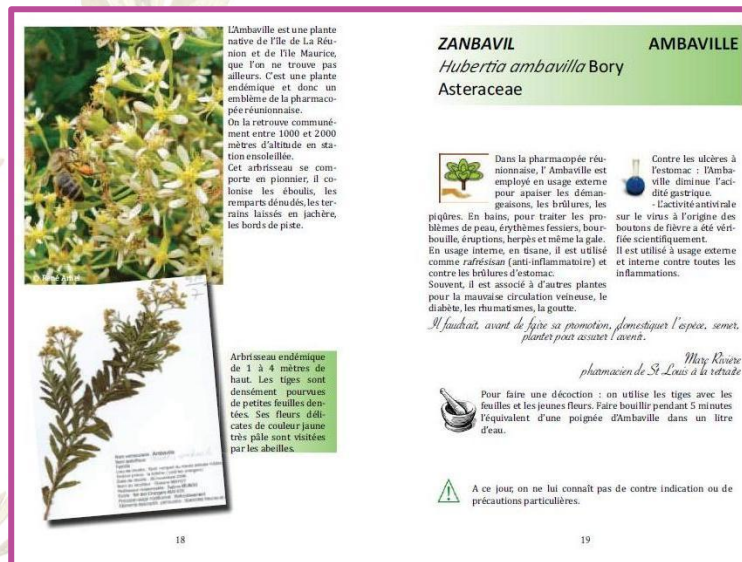 L'Ambaville est une plante
native de l'île de La Réu-
nion et de l'île Maurice,
que l'on ne trouve pas
ailleurs. C'est une plante
endémique et donc un
emblème de la pharmaco-
pée réunionnaise.
On la retrouve communé-
ment entre 1000 et 2000
mètres d'altitude en sta-
tion ensoleillée.
Cet arbrisseau se com-
porte en pionnier, il co-
lonise les éboulis, les
remparts dénudés, les ter-
rains laissés en jachère,
les bords de piste.
Arbrisseau endémique
de 1 à 4 mètres de
haut. Les tiges sont
densément pourvues
de petites feuilles den-
tées. Ses fleurs déli-
cates de couleur jaune
très pâle sont visitées
par les abeilles.
18
ZANBAVIL AMBAVILLE
Hubertia ambavilla Bory
Asteraceae
Dans la pharmacopée réu-
nionnaise, l' Ambaville est
employé en usage externe
pour apaiser les déman-
geaisons, les brûlures, les
piqûres. En bains, pour traiter les pro-
blèmes de peau, érythèmes fessiers, bour-
bouille, éruptions, herpès et même la gale.
En usage interne, en tisane, il est utilisé
comme rafrésisan (anti-inflammatoire) et
contre les brûlures d'estomac.
Souvent, il est associé à d'autres plantes
pour la mauvaise circulation veineuse, le
diabète, les rhumatismes, la goutte.
Contre les ulcères à
l'estomac : l'Amba-
ville diminue l'aci-
dité gastrique.
- L'activité antivirale
sur le virus à l'origine des
boutons de fièvre a été véri-
fiée scientifiquement.
Il est utilisé à usage externe
et interne contre toutes les
inflammations.
Il faudrait, avant de faire sa promotion, domestiquer l'espèce, semer,
planter pour assurer l'avenir.
Marc Rivière
pharmacien de St Louis à la retraite
Pour faire une décoction : on utilise les tiges avec les
feuilles et les jeunes fleurs. Faire bouillir pendant 5 minutes
l'équivalent d'une poignée d'Ambaville dans un litre
d'eau.
A ce jour, on ne lui connaît pas de contre indication ou de
précautions particulières.
19